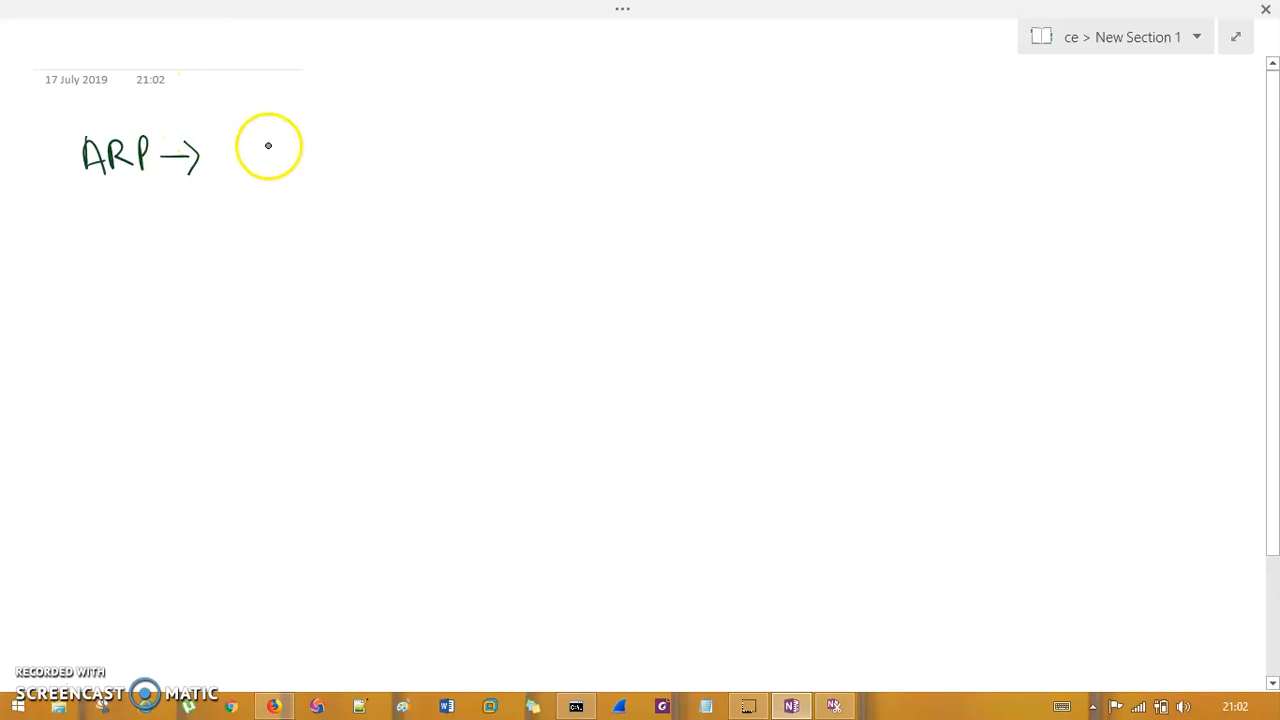 ce > New Section 1
17 July 2019 21:02
ARP →
RECORDED WITH
SCREENCAST MATIC
21:02